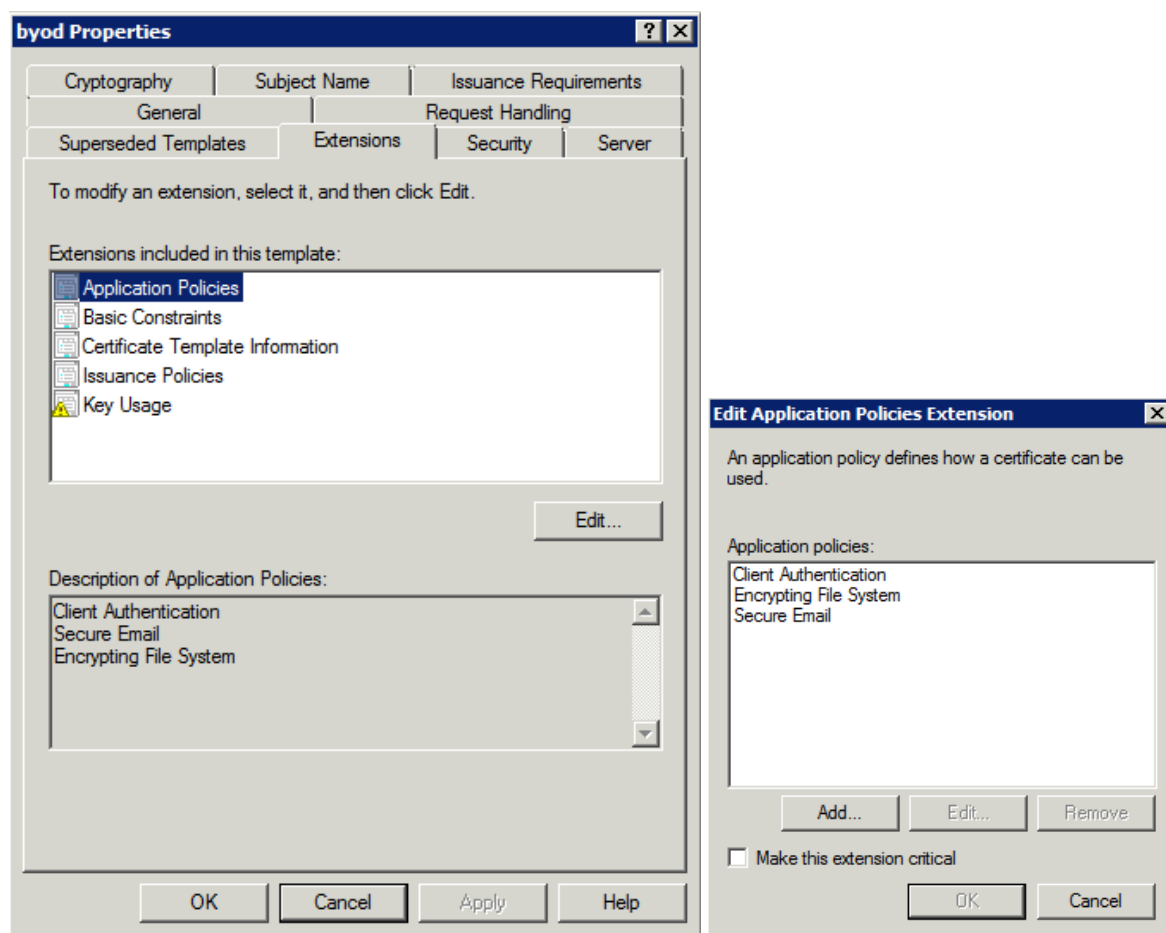 byod Properties
Cryptography
Subject Name
Issuance Requirements
General
Request Handling
Superseded Templates
Extensions
Security
Server
To modify an extension, select it, and then click Edit.
Extensions included in this template:
Application Policies
Basic Constraints
Certificate Template Information
Issuance Policies
Key Usage
Edit...
Description of Application Policies:
Client Authentication
Secure Email
Encrypting File System
OK
Cancel
Apply
Help
Edit Application Policies Extension
An application policy defines how a certificate can be
used.
Application policies:
Client Authentication
Encrypting File System
Secure Email
Add...
Edit...
Remove
Make this extension critical
OK
Cancel